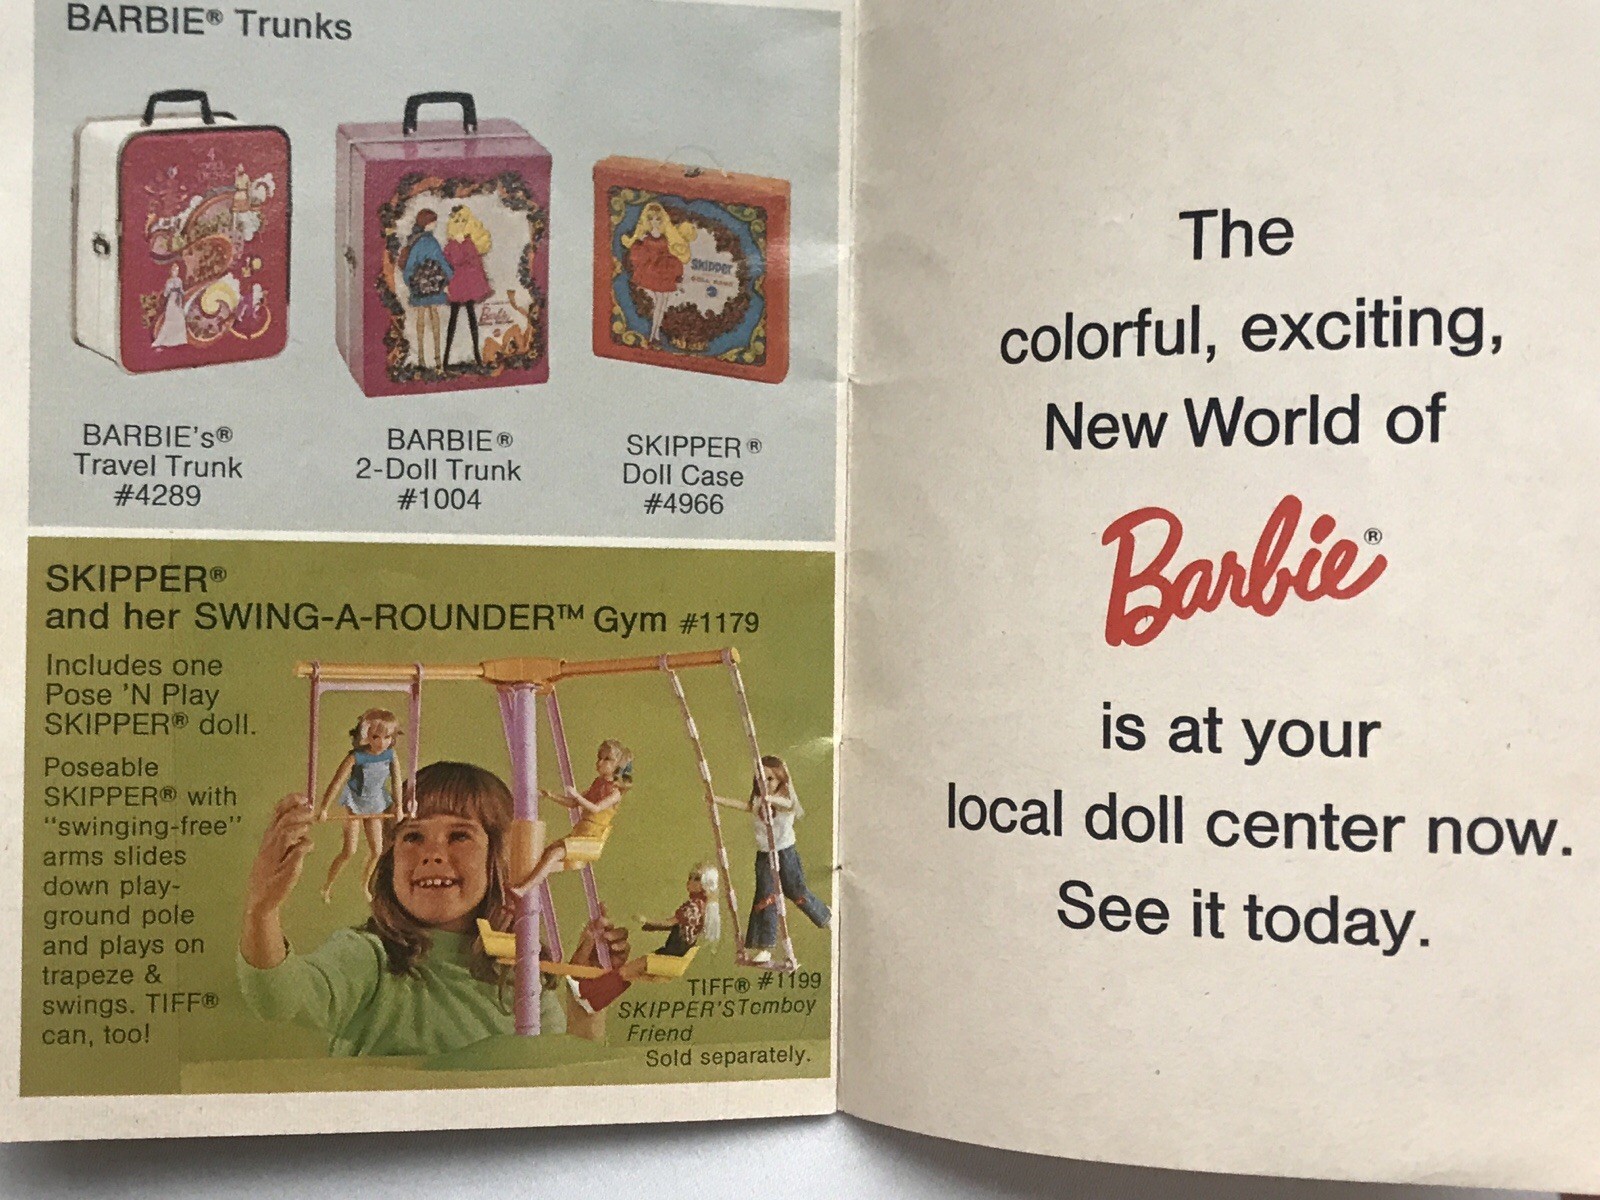 BARBIE® Trunks
BARBIE's®
Travel Trunk
#4289
BARBIE®
2-Doll Trunk
#1004
SKIPPER®
Doll Case
#4966
Barbie
SKIPPER
SKIPPER®
and her SWING-A-ROUNDER™ Gym #1179
Includes one
Pose 'N Play
SKIPPER® doll.
Poseable
SKIPPER® with
"swinging-free"
arms slides
down play-
ground pole
and plays on
trapeze &
swings. TIFF®
can, too!
TIFF® #1199
SKIPPER'S Tomboy
Friend
Sold separately.
The
colorful, exciting,
New World of
Barbie®
is at your
local doll center now.
See it today.